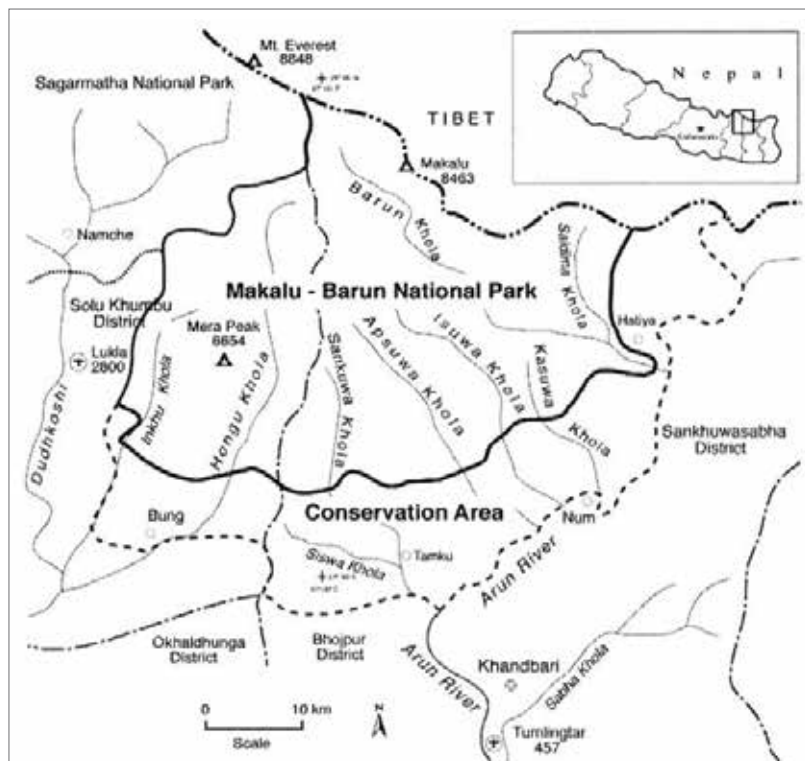 Mt. Everest
8848
Sagarmatha National Park
Nepal
TIBET
Makalu
8463
Barun Khola
Saidima Khola
Namche
Makalu - Barun National Park
Solu Khumbu
District
Hatiya
Mera Peak
6654
Lukla
2800
Inkhu Khola
Hongu Khola
Sankuwa Khola
Apsuwa Khola
Isuwa Khola
Kasuwa
Khola
Dudhkoshi
Sankhuwasabha
District
Conservation Area
Num
Bung
Siswa Khola
Tamku
Arun River
Okhaldhunga
District
Bhojpur
District
Arun River
Khandbari
Sabha Khola
0 10 km
Scale
N
Tumlingtar
457